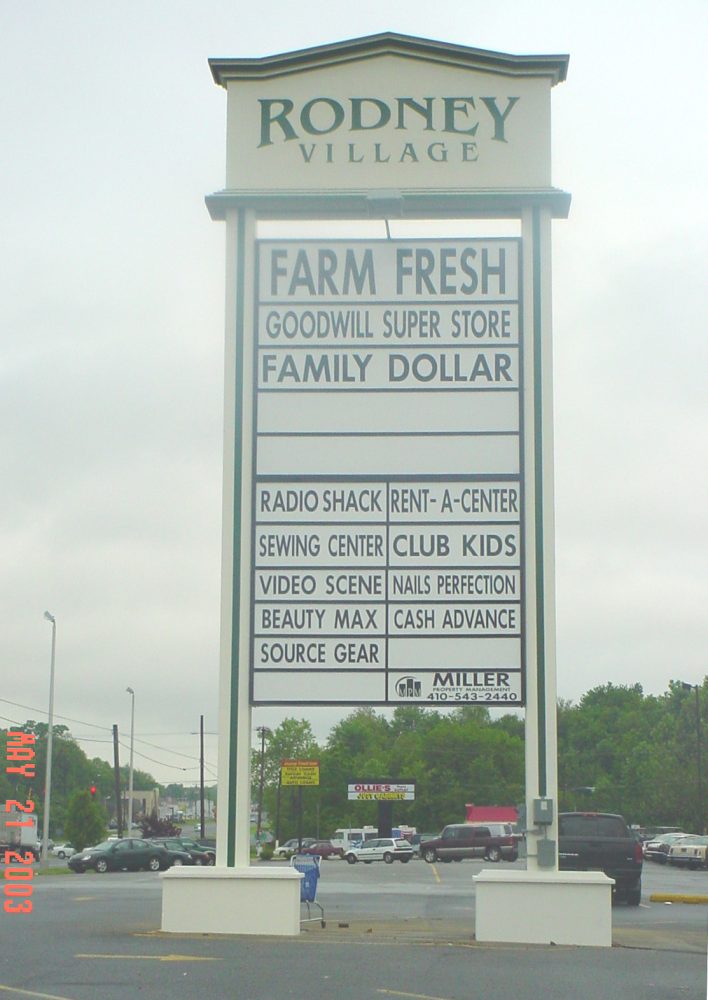 RODNEY
VILLAGE
FARM FRESH
GOODWILL SUPER STORE
FAMILY DOLLAR
RADIO SHACK
RENT-A-CENTER
SEWING CENTER
CLUB KIDS
VIDEO SCENE
NAILS PERFECTION
BEAUTY MAX
CASH ADVANCE
SOURCE GEAR
MILLER
PROPERTY MANAGEMENT
410-543-2440
OLLIE'S
MAY 27 2003